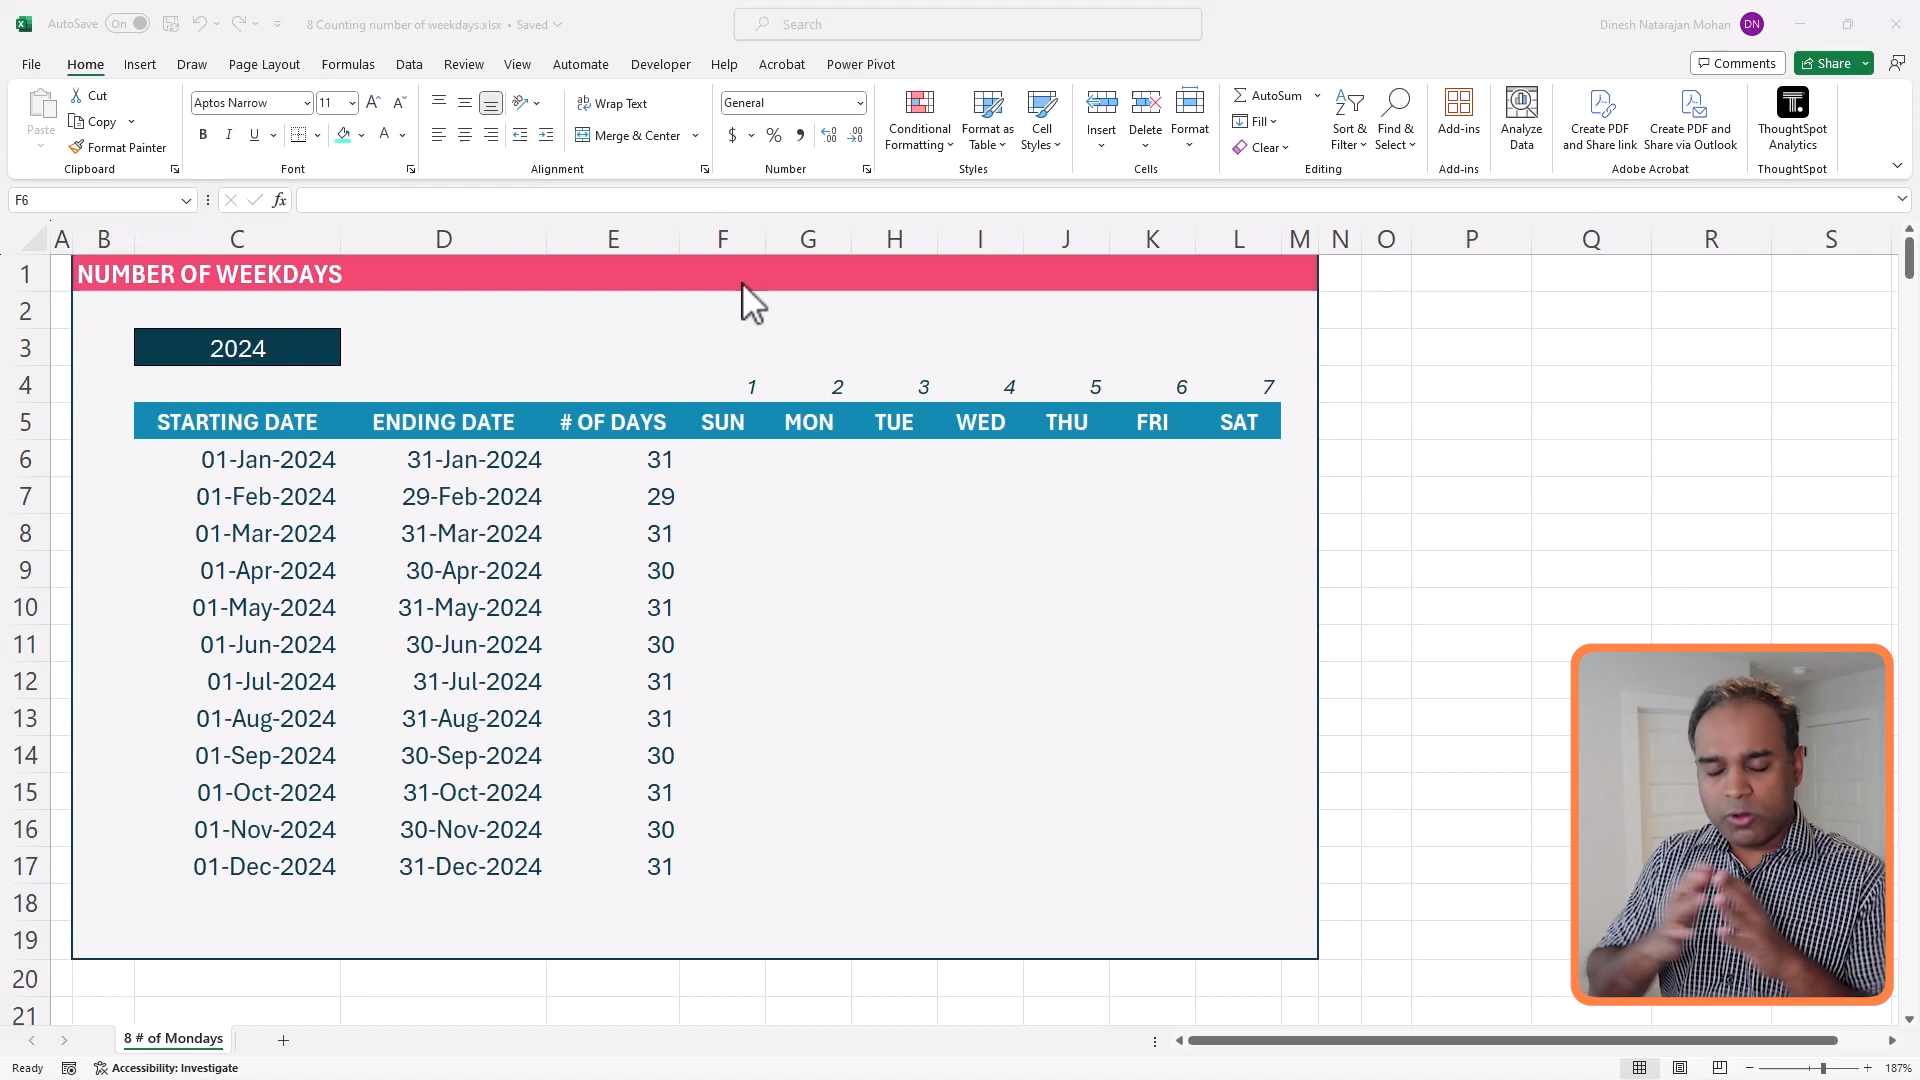 AutoSave On 8 Counting number of weekdays.xlsx • Saved Search Dinesh Natarajan Mohan DN
File Home Insert Draw Page Layout Formulas Data Review View Automate Developer Help Acrobat Power Pivot Comments Share
Paste Cut Copy Format Painter Clipboard
Aptos Narrow 11 A A B I U A Font
Wrap Text Merge & Center Alignment
General $ % , Number
Conditional Formatting Format as Table Cell Styles Styles
Insert Delete Format Cells
AutoSum Fill Clear Sort & Filter Find & Select Editing
Add-ins Add-ins
Analyze Data
Create PDF and Share link Create PDF and Share via Outlook Adobe Acrobat
ThoughtSpot Analytics ThoughtSpot
F6 fx
A B C D E F G H I J K L M N O P Q R S
1 NUMBER OF WEEKDAYS
2
3 2024
4 1 2 3 4 5 6 7
5 STARTING DATE ENDING DATE # OF DAYS SUN MON TUE WED THU FRI SAT
6 01-Jan-2024 31-Jan-2024 31
7 01-Feb-2024 29-Feb-2024 29
8 01-Mar-2024 31-Mar-2024 31
9 01-Apr-2024 30-Apr-2024 30
10 01-May-2024 31-May-2024 31
11 01-Jun-2024 30-Jun-2024 30
12 01-Jul-2024 31-Jul-2024 31
13 01-Aug-2024 31-Aug-2024 31
14 01-Sep-2024 30-Sep-2024 30
15 01-Oct-2024 31-Oct-2024 31
16 01-Nov-2024 30-Nov-2024 30
17 01-Dec-2024 31-Dec-2024 31
18
19
20
21
8 # of Mondays
Ready Accessibility: Investigate 187%